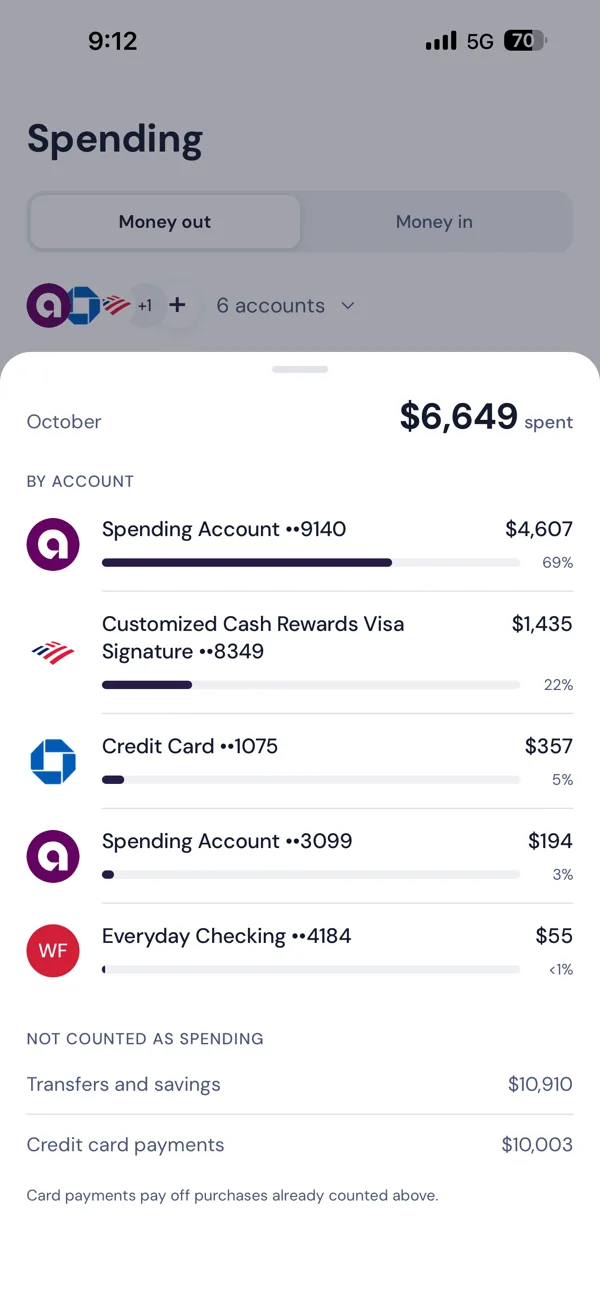 9:12
5G
70
Spending
Money out
Money in
a
+1
+
6 accounts
October
$6,649 spent
BY ACCOUNT
a
Spending Account ••9140
$4,607
69%
Customized Cash Rewards Visa
Signature ••8349
$1,435
22%
Credit Card ••1075
$357
5%
a
Spending Account ••3099
$194
3%
WF
Everyday Checking ••4184
$55
<1%
NOT COUNTED AS SPENDING
Transfers and savings
$10,910
Credit card payments
$10,003
Card payments pay off purchases already counted above.